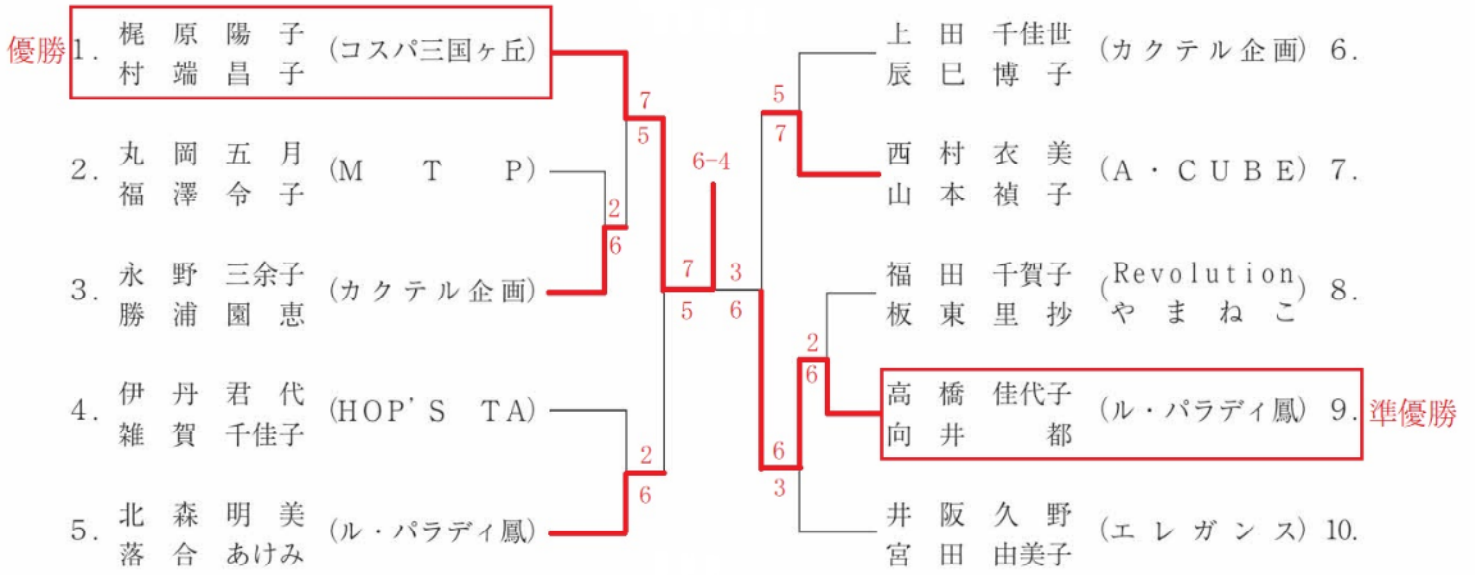 優勝
1. 梶原陽子 村端昌子 (コスパ三国ヶ丘)
2. 丸岡五月 福澤令子 (MTP)
3. 永野三余子 勝浦園恵 (カクテル企画)
4. 伊丹君代 雑賀千佳子 (HOP'S TA)
5. 北森明美 落合あけみ (ル・パラディ鳳)
7
5
2
6
2
6
7
5
6-4
3
6
5
7
2
6
6
3
上田千佳世 辰巳博子 (カクテル企画) 6.
西村衣美 山本禎子 (A・CUBE) 7.
福田千賀子 板東里抄 (Revolution やまねこ) 8.
高橋佳代子 向井都 (ル・パラディ鳳) 9.
準優勝
井阪久野 宮田由美子 (エレガンス) 10.